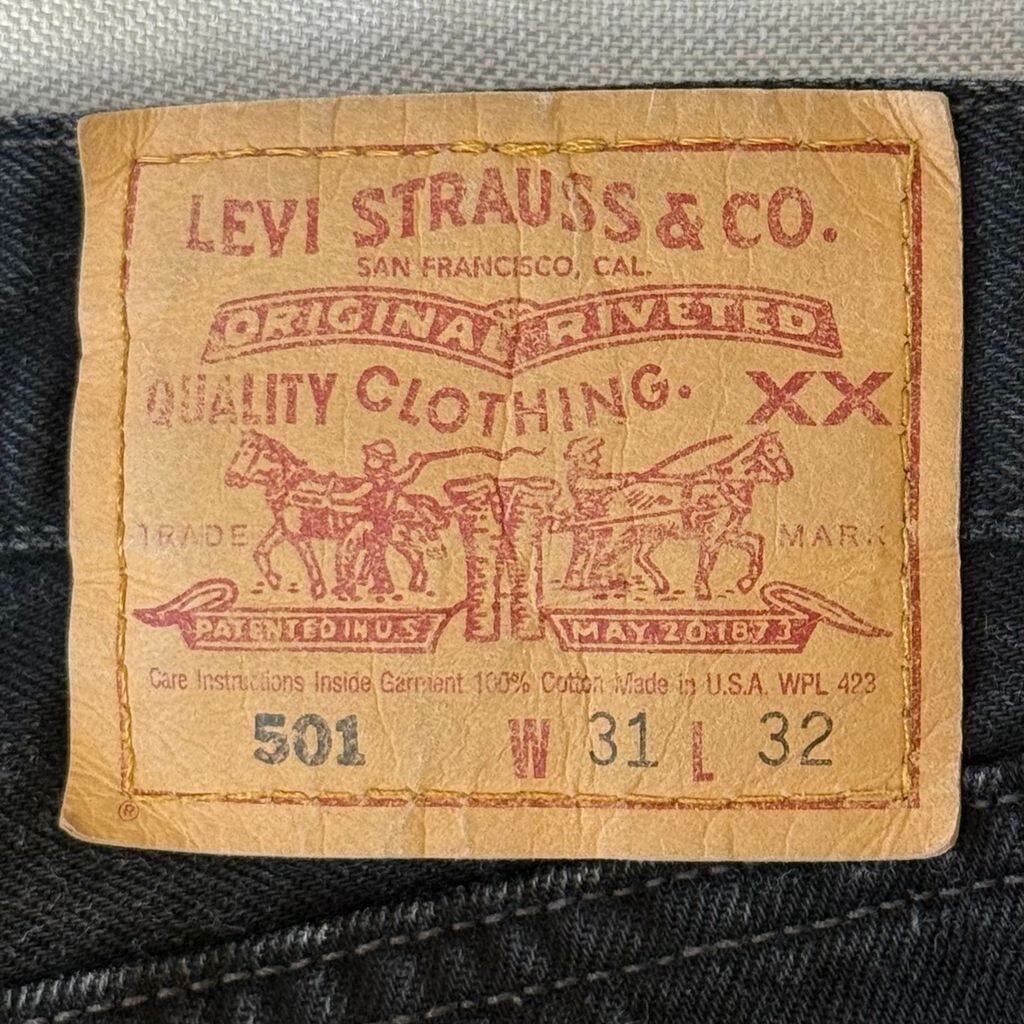 LEVI STRAUSS & CO.
SAN FRANCISCO, CAL.
ORIGINAL RIVETED
QUALITY CLOTHING. XX
TRADE MARK
PATENTED IN U.S. MAY 20 1873
Care Instructions Inside Garment 100% Cotton Made in U.S.A. WPL 423
501 W 31 L 32
®